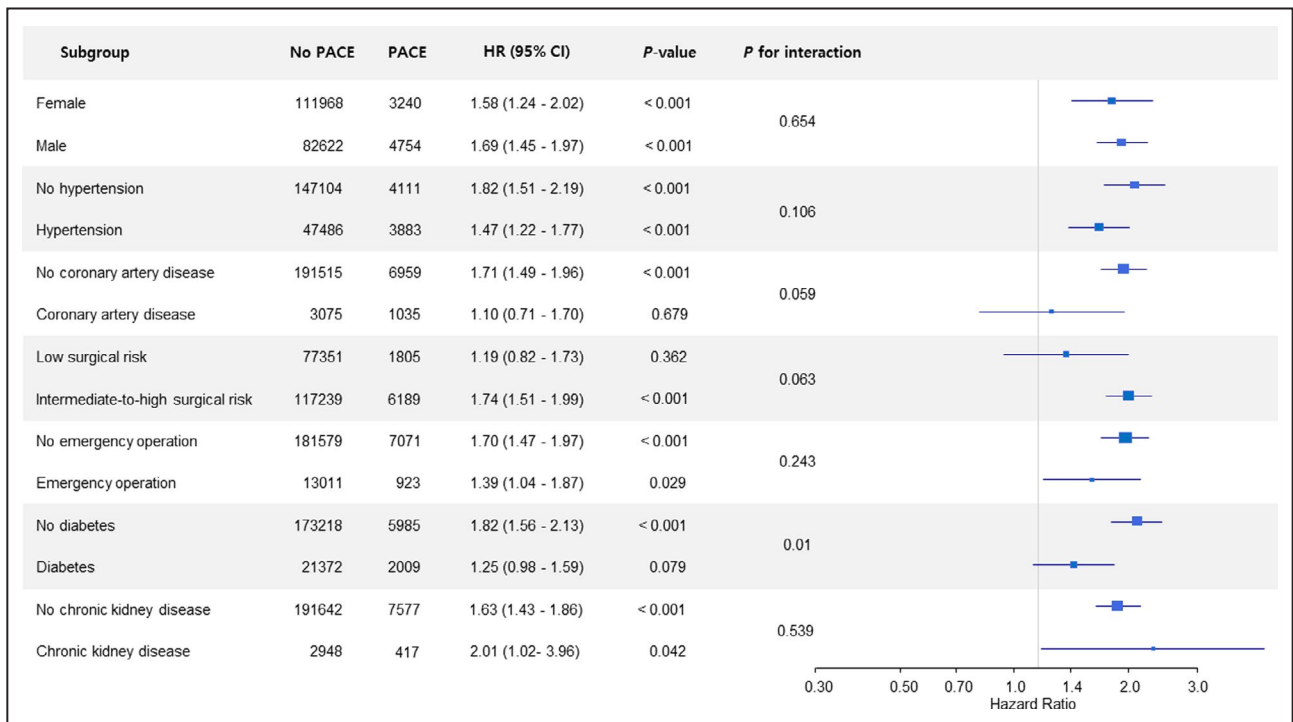 Subgroup No PACE PACE HR (95% CI) P-value P for interaction
Female 111968 3240 1.58 (1.24 - 2.02) < 0.001
0.654
Male 82622 4754 1.69 (1.45 - 1.97) < 0.001
No hypertension 147104 4111 1.82 (1.51 - 2.19) < 0.001
0.106
Hypertension 47486 3883 1.47 (1.22 - 1.77) < 0.001
No coronary artery disease 191515 6959 1.71 (1.49 - 1.96) < 0.001
0.059
Coronary artery disease 3075 1035 1.10 (0.71 - 1.70) 0.679
Low surgical risk 77351 1805 1.19 (0.82 - 1.73) 0.362
0.063
Intermediate-to-high surgical risk 117239 6189 1.74 (1.51 - 1.99) < 0.001
No emergency operation 181579 7071 1.70 (1.47 - 1.97) < 0.001
0.243
Emergency operation 13011 923 1.39 (1.04 - 1.87) 0.029
No diabetes 173218 5985 1.82 (1.56 - 2.13) < 0.001
0.01
Diabetes 21372 2009 1.25 (0.98 - 1.59) 0.079
No chronic kidney disease 191642 7577 1.63 (1.43 - 1.86) < 0.001
0.539
Chronic kidney disease 2948 417 2.01 (1.02- 3.96) 0.042
0.30 0.50 0.70 1.0 1.4 2.0 3.0
Hazard Ratio